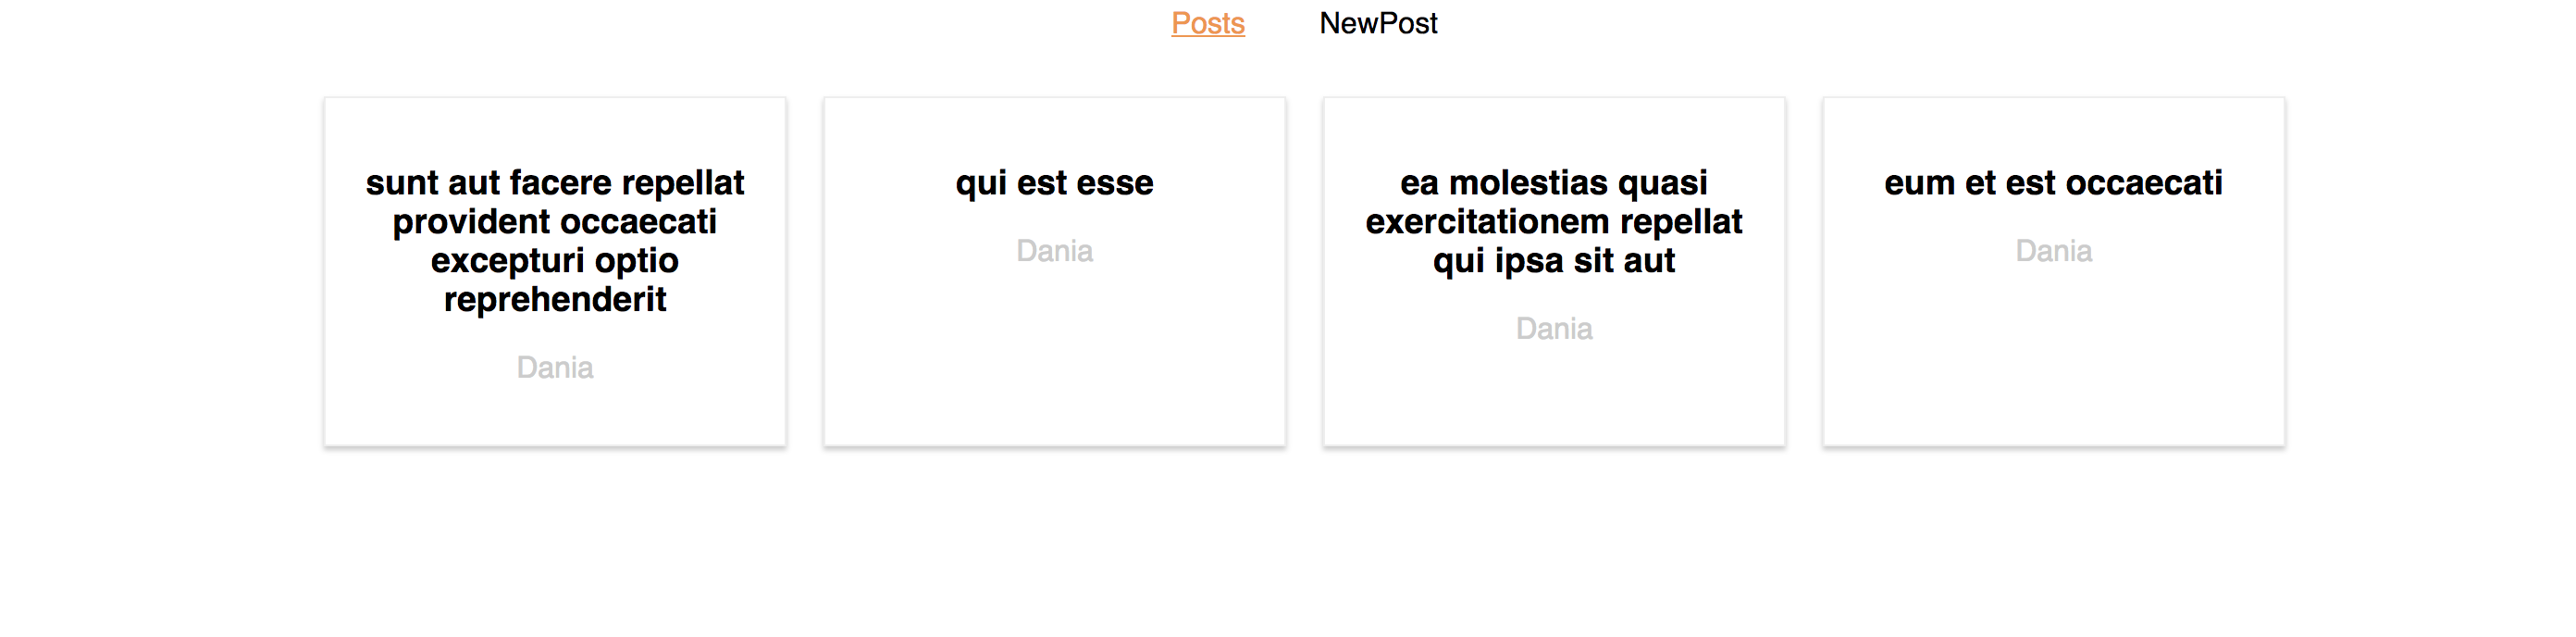 Posts NewPost
sunt aut facere repellat
provident occaecati
excepturi optio
reprehenderit
Dania
qui est esse
Dania
ea molestias quasi
exercitationem repellat
qui ipsa sit aut
Dania
eum et est occaecati
Dania